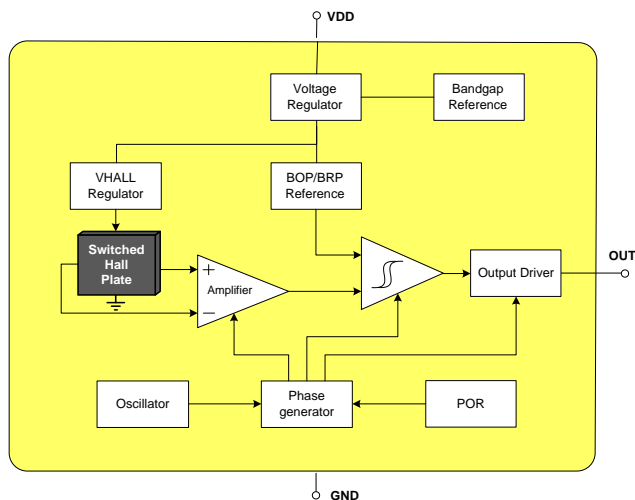 VDD
Voltage
Regulator
Bandgap
Reference
VHALL
Regulator
BOP/BRP
Reference
Switched
Hall
Plate
+
Amplifier
−
Output Driver
OUT
Oscillator
Phase
generator
POR
GND